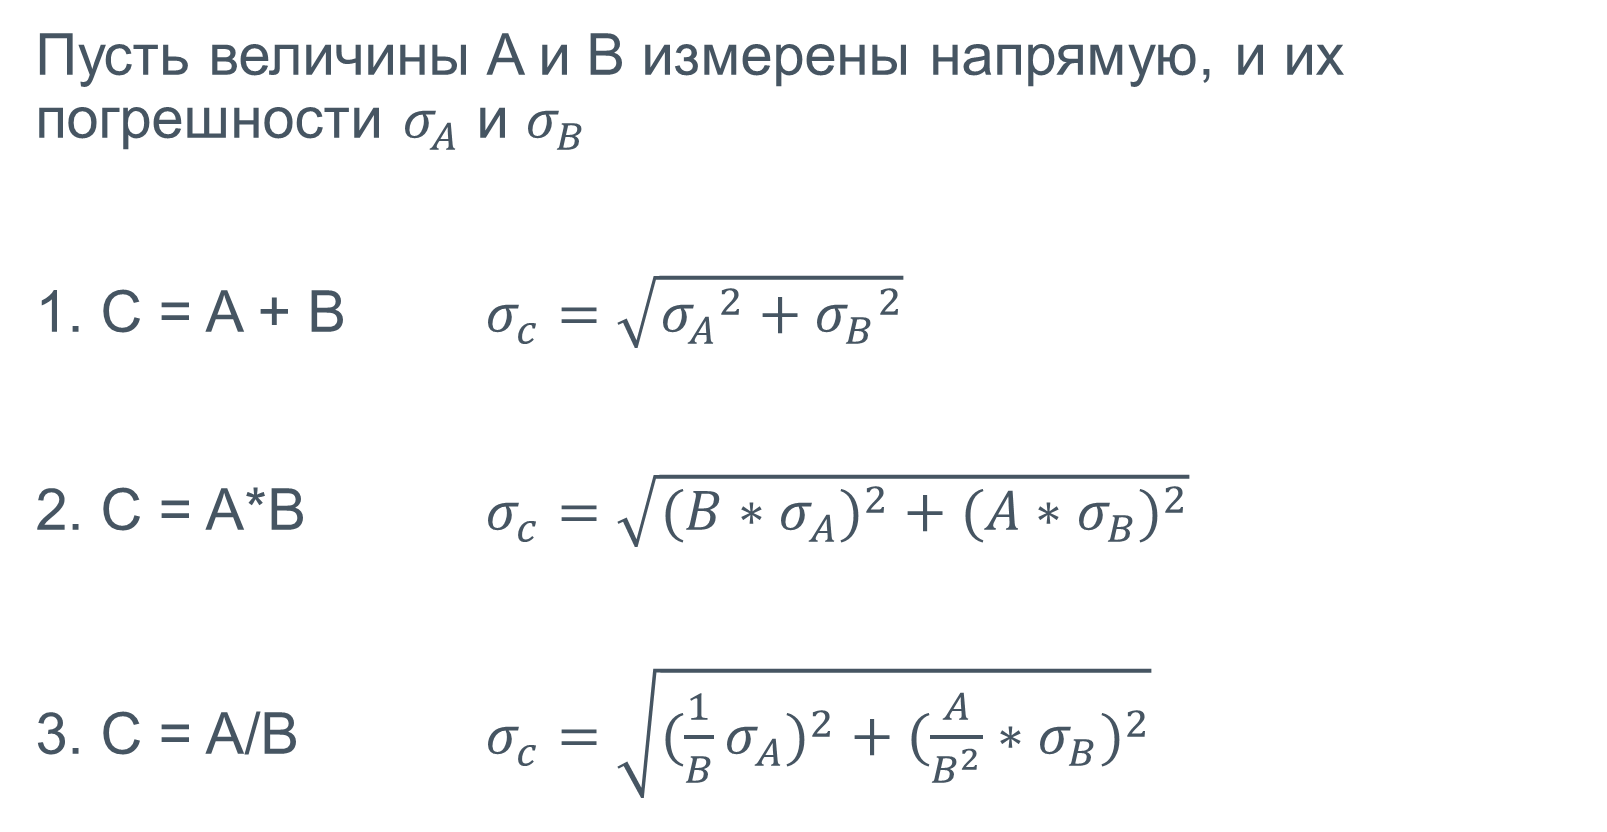 Пусть величины А и В измерены напрямую, и их
погрешности σ_A и σ_B
1. C = A + B σ_c = √(σ_A² + σ_B²)
2. C = A*B σ_c = √((B ∗ σ_A)² + (A ∗ σ_B)²)
3. C = A/B σ_c = √((1/B σ_A)² + (A/B² ∗ σ_B)²)